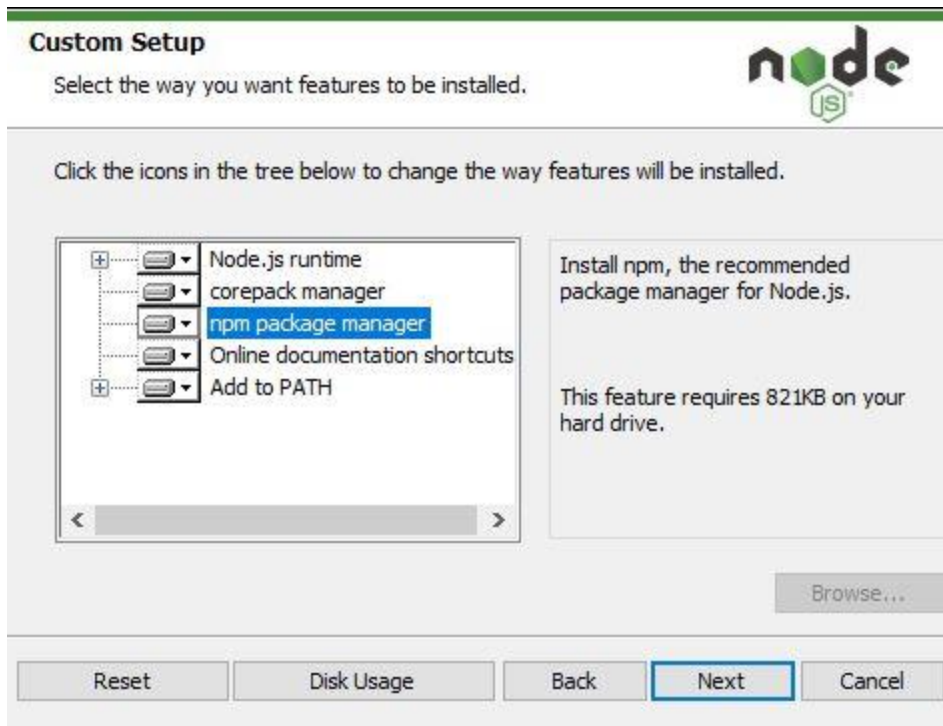 Custom Setup
Select the way you want features to be installed.
node
JS
Click the icons in the tree below to change the way features will be installed.
Node.js runtime
corepack manager
npm package manager
Online documentation shortcuts
Add to PATH
Install npm, the recommended
package manager for Node.js.
This feature requires 821KB on your
hard drive.
Browse...
Reset
Disk Usage
Back
Next
Cancel